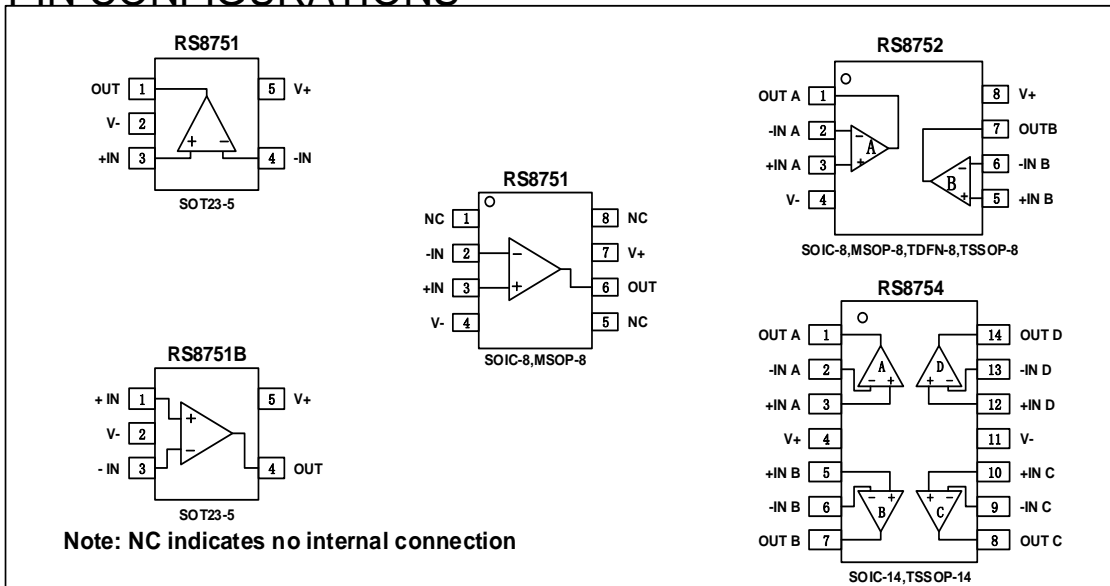 PIN CONFIGURATIONS
RS8751
OUT 1 5 V+
V- 2
+IN 3 4 -IN
+ −
SOT23-5
RS8751
NC 1 8 NC
-IN 2 − 7 V+
+IN 3 + 6 OUT
V- 4 5 NC
SOIC-8,MSOP-8
RS8751B
+ IN 1 + 5 V+
V- 2
- IN 3 − 4 OUT
SOT23-5
Note: NC indicates no internal connection
RS8752
OUT A 1 8 V+
-IN A 2 − A 7 OUTB
+IN A 3 + − 6 -IN B
B
V- 4 + 5 +IN B
SOIC-8,MSOP-8,TDFN-8,TSSOP-8
RS8754
OUT A 1 14 OUT D
-IN A 2 A D 13 -IN D
− + + −
+IN A 3 12 +IN D
V+ 4 11 V-
+IN B 5 10 +IN C
− + + −
-IN B 6 B C 9 -IN C
OUT B 7 8 OUT C
SOIC-14,TSSOP-14